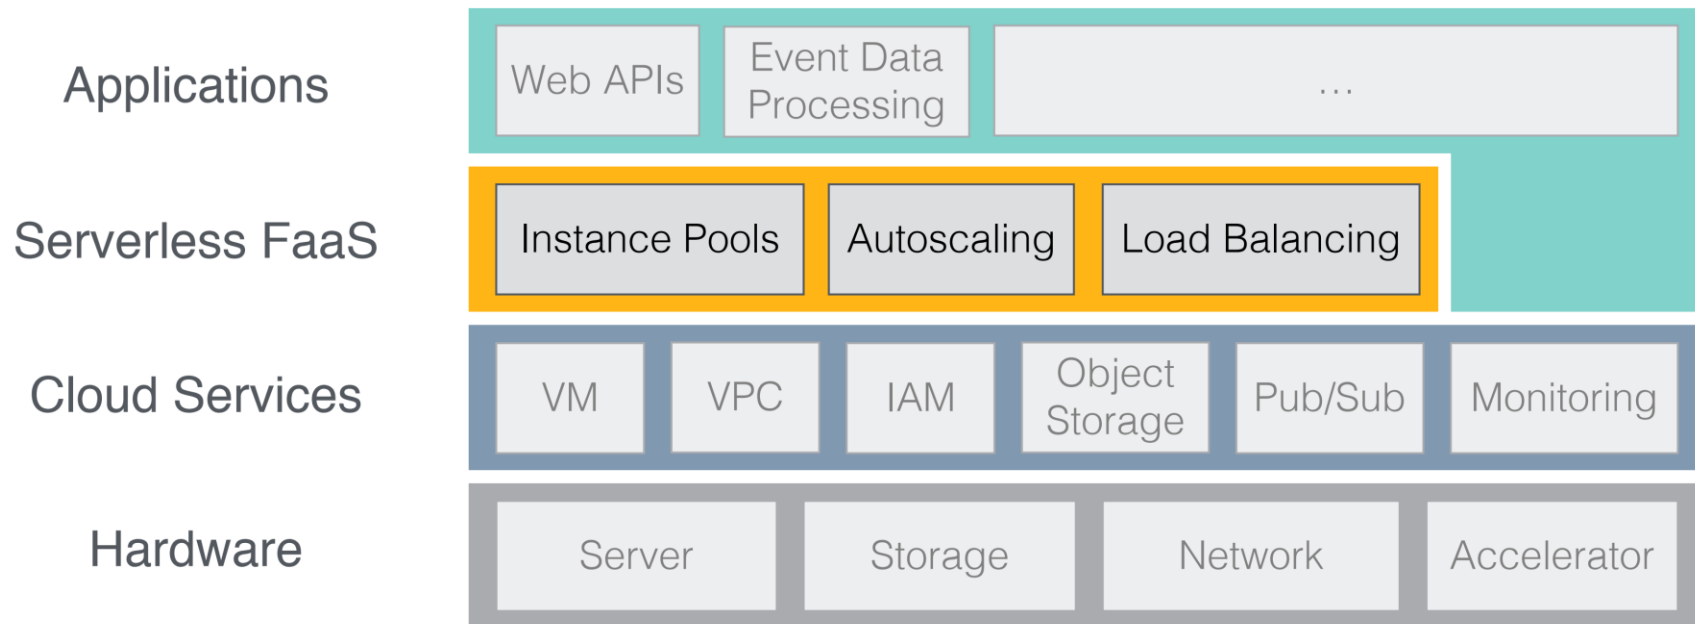 Applications
Web APIs
Event Data
Processing
...
Serverless FaaS
Instance Pools
Autoscaling
Load Balancing
Cloud Services
VM
VPC
IAM
Object
Storage
Pub/Sub
Monitoring
Hardware
Server
Storage
Network
Accelerator